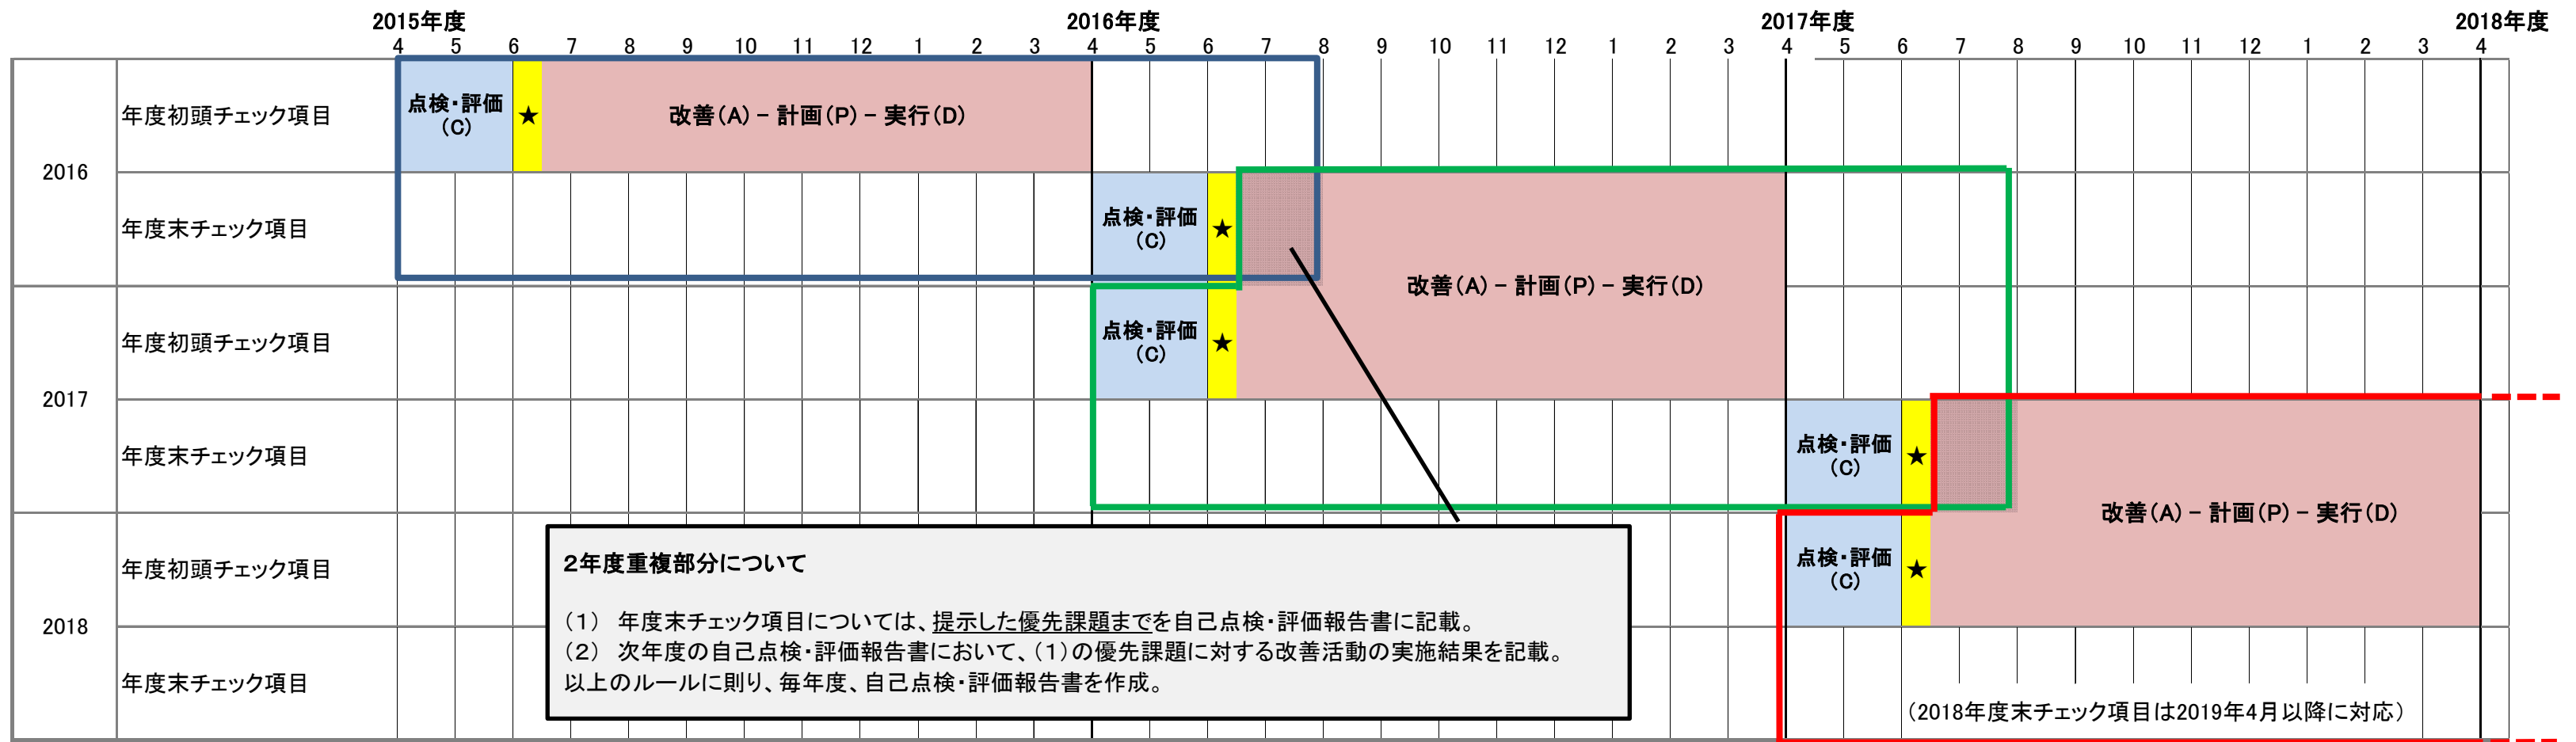 2015年度 2016年度 2017年度 2018年度
4 5 6 7 8 9 10 11 12 1 2 3 4 5 6 7 8 9 10 11 12 1 2 3 4 5 6 7 8 9 10 11 12 1 2 3 4
2016
年度初頭チェック項目
点検・評価
（C）
★
改善（A）－計画（P）－実行（D）
年度末チェック項目
点検・評価
（C）
★
改善（A）－計画（P）－実行（D）
2017
年度初頭チェック項目
点検・評価
（C）
★
年度末チェック項目
点検・評価
（C）
★
改善（A）－計画（P）－実行（D）
2018
年度初頭チェック項目
点検・評価
（C）
★
年度末チェック項目
（2018年度末チェック項目は2019年4月以降に対応）
２年度重複部分について
（１） 年度末チェック項目については、提示した優先課題までを自己点検・評価報告書に記載。
（２） 次年度の自己点検・評価報告書において、（１）の優先課題に対する改善活動の実施結果を記載。
以上のルールに則り、毎年度、自己点検・評価報告書を作成。